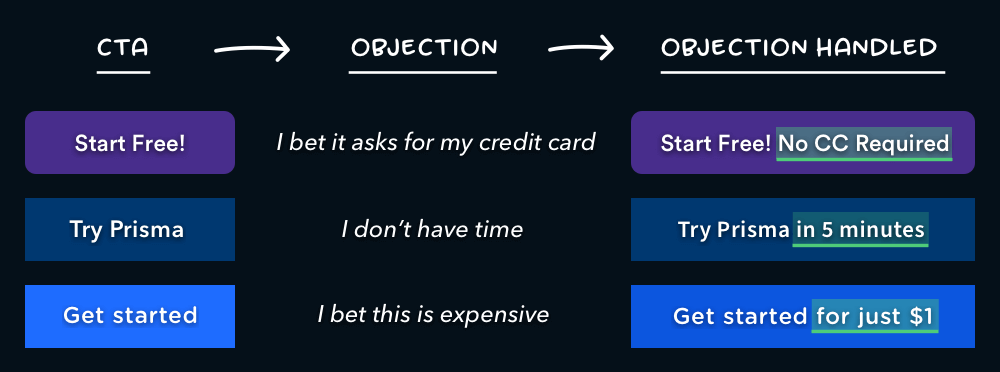 CTA
OBJECTION
OBJECTION HANDLED
Start Free!
I bet it asks for my credit card
Start Free! No CC Required
Try Prisma
I don't have time
Try Prisma in 5 minutes
Get started
I bet this is expensive
Get started for just $1